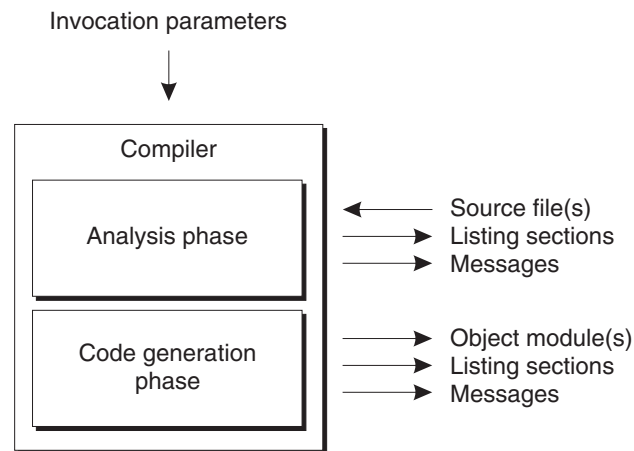 Invocation parameters
Compiler
Analysis phase
Source file(s)
Listing sections
Messages
Code generation
phase
Object module(s)
Listing sections
Messages